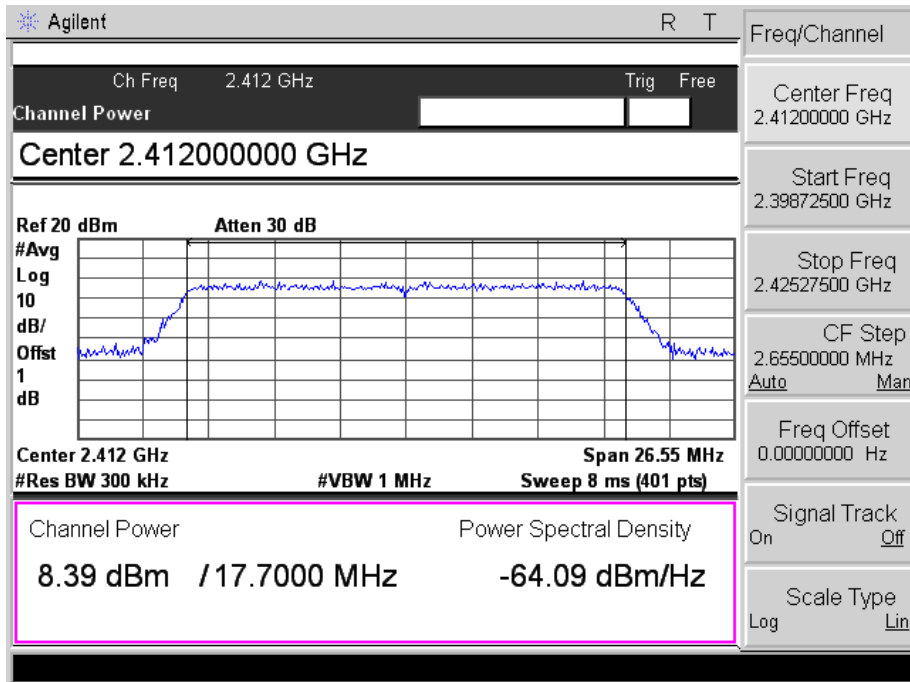 Agilent R T
Ch Freq 2.412 GHz Trig Free
Channel Power
Center 2.412000000 GHz
Ref 20 dBm Atten 30 dB
#Avg
Log
10
dB/
Offst
1
dB
Center 2.412 GHz Span 26.55 MHz
#Res BW 300 kHz #VBW 1 MHz Sweep 8 ms (401 pts)
Channel Power Power Spectral Density
8.39 dBm / 17.7000 MHz -64.09 dBm/Hz
Freq/Channel
Center Freq
2.41200000 GHz
Start Freq
2.39872500 GHz
Stop Freq
2.42527500 GHz
CF Step
2.65500000 MHz
Auto Man
Freq Offset
0.00000000 Hz
Signal Track
On Off
Scale Type
Log Lin